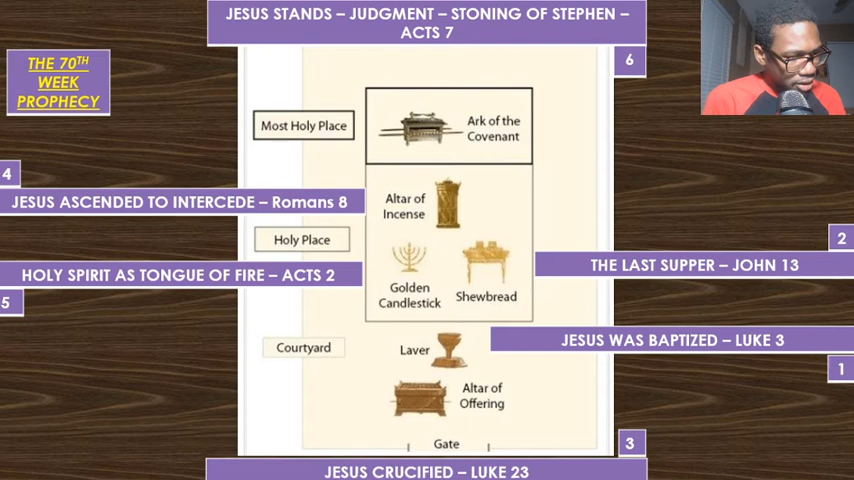 JESUS STANDS – JUDGMENT – STONING OF STEPHEN –
ACTS 7
6
THE 70TH
WEEK
PROPHECY
Most Holy Place
Ark of the
Covenant
4
JESUS ASCENDED TO INTERCEDE – Romans 8
Altar of
Incense
Holy Place
2
THE LAST SUPPER – JOHN 13
HOLY SPIRIT AS TONGUE OF FIRE – ACTS 2
5
Golden
Candlestick
Shewbread
JESUS WAS BAPTIZED – LUKE 3
1
Courtyard
Laver
Altar of
Offering
Gate
3
JESUS CRUCIFIED – LUKE 23